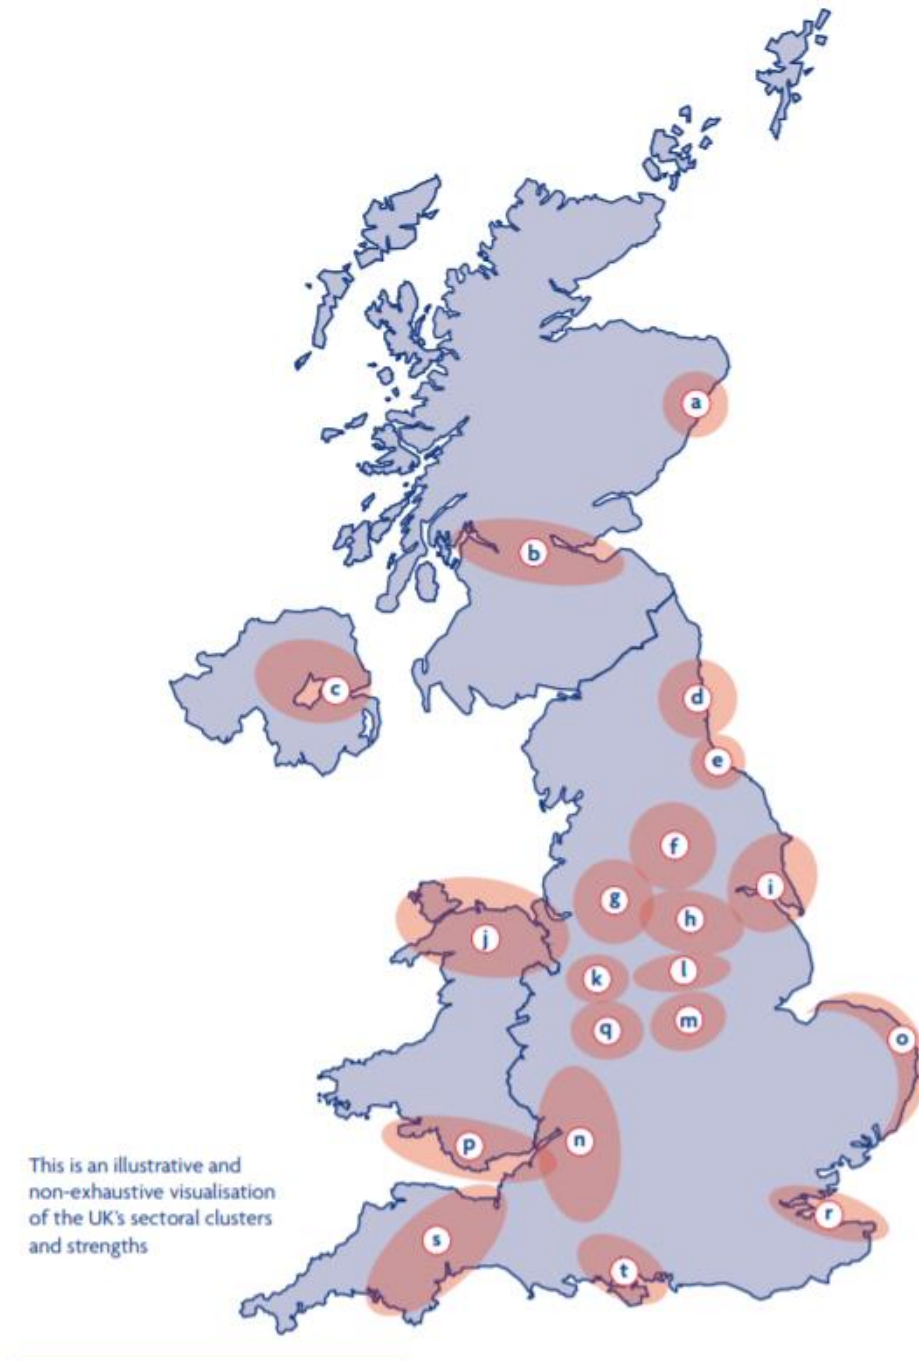 a
b
c
d
e
f
g
i
h
j
l
k
m
q
o
n
p
This is an illustrative and
non-exhaustive visualisation
of the UK's sectoral clusters
and strengths
r
s
t